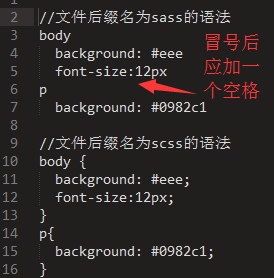 2 //文件后缀名为sass的语法
3 body
4 background: #eee
5 font-size:12px
6 p
7 background: #0982c1
8
9 //文件后缀名为scss的语法
10 body {
11 background: #eee;
12 font-size:12px;
13 }
14 p{
15 background: #0982c1;
16 }
冒号后
应加一
个空格